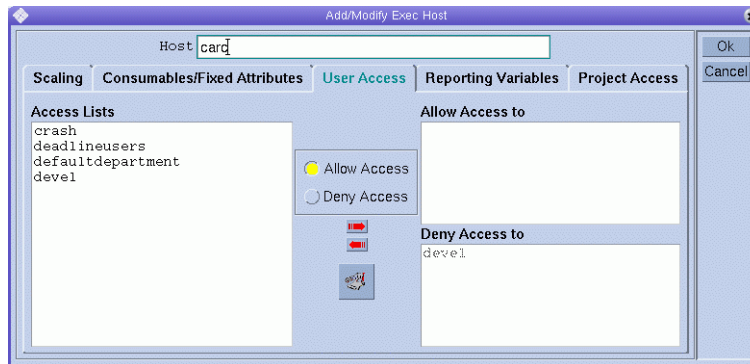 Add/Modify Exec Host
Host carc
Ok
Cancel
Scaling Consumables/Fixed Attributes User Access Reporting Variables Project Access
Access Lists
crash
deadlineusers
defaultdepartment
devel
Allow Access
Deny Access
Allow Access to
Deny Access to
devel